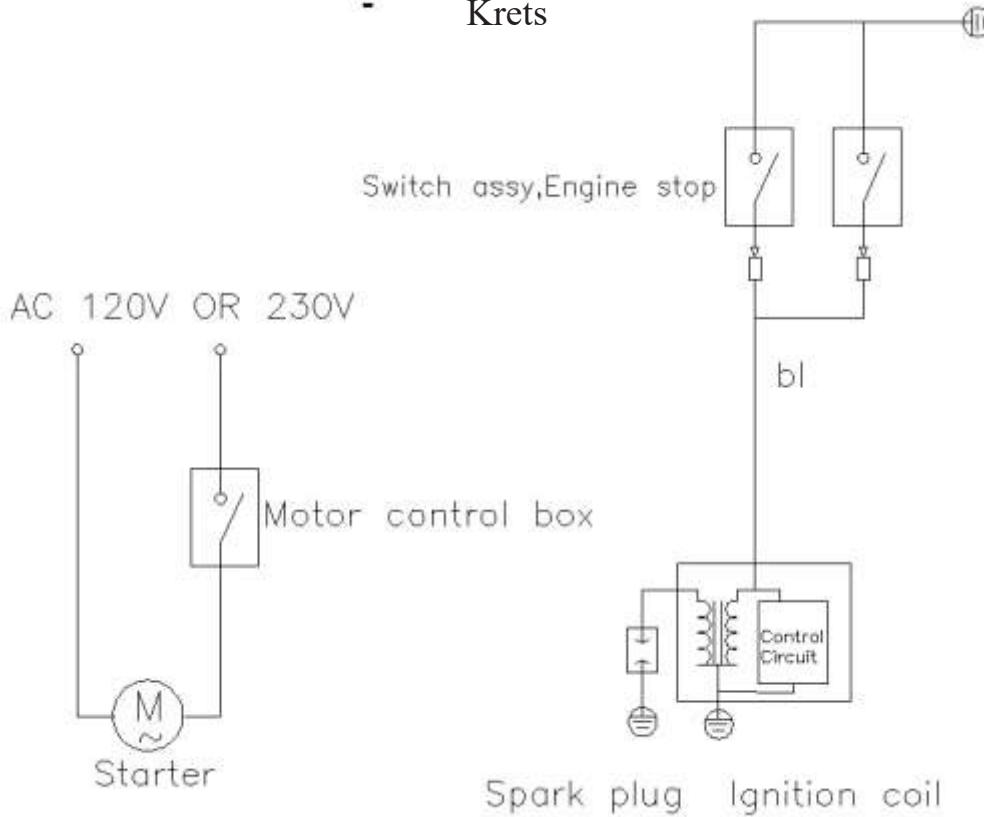 Krets
Switch assy,Engine stop
AC 120V OR 230V
bl
Motor control box
Control
Circuit
M
~
Starter
Spark plug Ignition coil